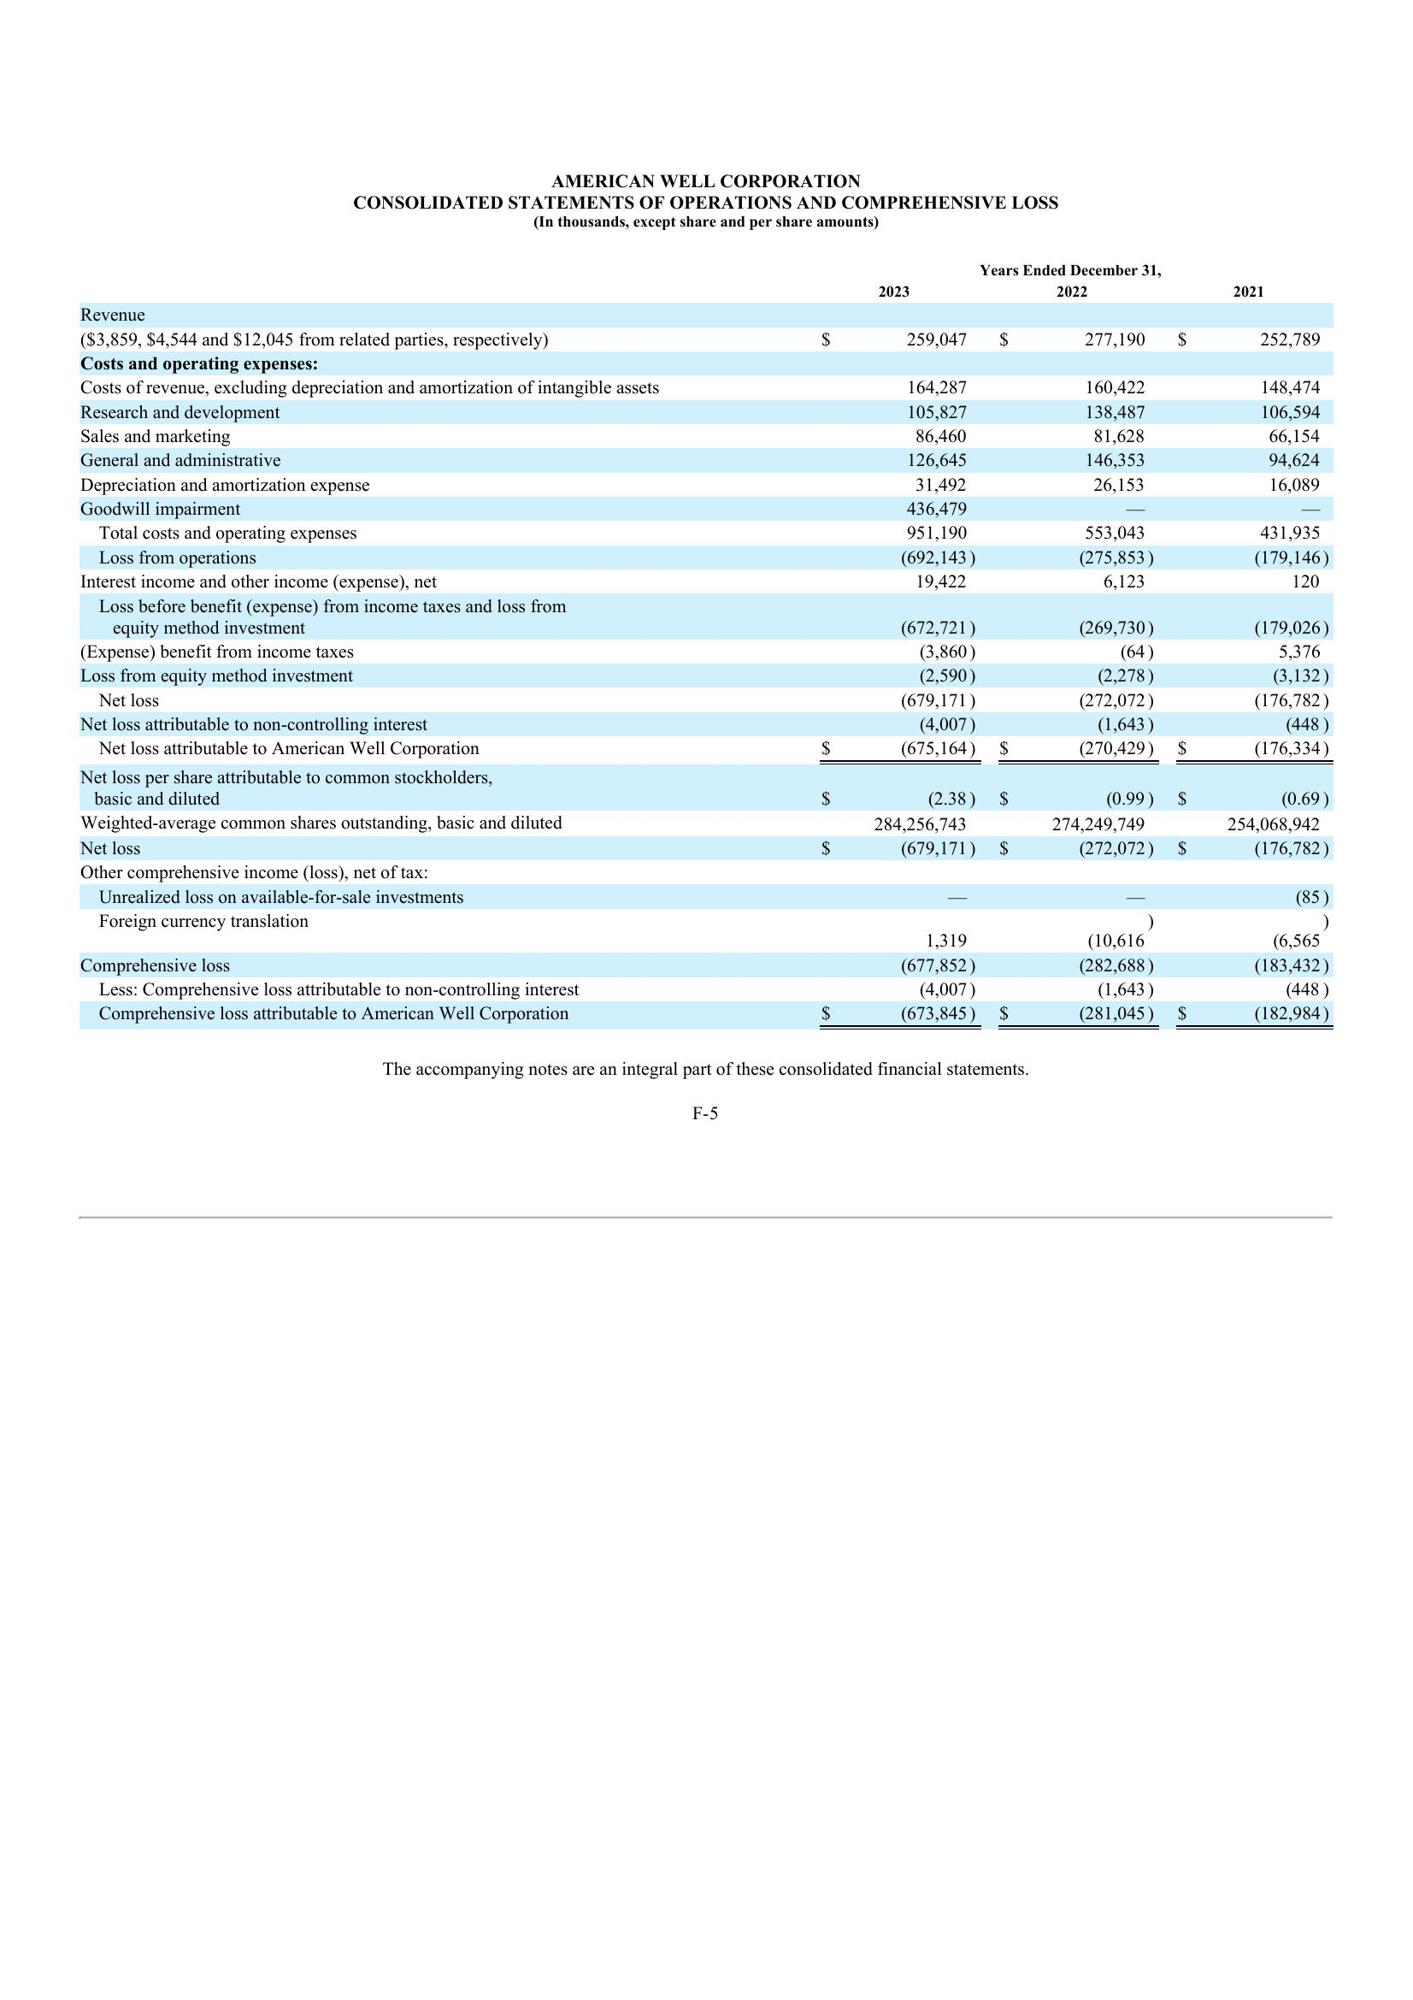 AMERICAN WELL CORPORATION
CONSOLIDATED STATEMENTS OF OPERATIONS AND COMPREHENSIVE LOSS
(In thousands, except share and per share amounts)
Years Ended December 31,
2023 2022 2021
Revenue
($3,859, $4,544 and $12,045 from related parties, respectively) $ 259,047 $ 277,190 $ 252,789
Costs and operating expenses:
Costs of revenue, excluding depreciation and amortization of intangible assets 164,287 160,422 148,474
Research and development 105,827 138,487 106,594
Sales and marketing 86,460 81,628 66,154
General and administrative 126,645 146,353 94,624
Depreciation and amortization expense 31,492 26,153 16,089
Goodwill impairment 436,479 — —
Total costs and operating expenses 951,190 553,043 431,935
Loss from operations (692,143) (275,853) (179,146)
Interest income and other income (expense), net 19,422 6,123 120
Loss before benefit (expense) from income taxes and loss from
equity method investment (672,721) (269,730) (179,026)
(Expense) benefit from income taxes (3,860) (64) 5,376
Loss from equity method investment (2,590) (2,278) (3,132)
Net loss (679,171) (272,072) (176,782)
Net loss attributable to non-controlling interest (4,007) (1,643) (448)
Net loss attributable to American Well Corporation $ (675,164) $ (270,429) $ (176,334)
Net loss per share attributable to common stockholders,
basic and diluted $ (2.38) $ (0.99) $ (0.69)
Weighted-average common shares outstanding, basic and diluted 284,256,743 274,249,749 254,068,942
Net loss $ (679,171) $ (272,072) $ (176,782)
Other comprehensive income (loss), net of tax:
Unrealized loss on available-for-sale investments — — (85)
Foreign currency translation ) )
1,319 (10,616 (6,565
Comprehensive loss (677,852) (282,688) (183,432)
Less: Comprehensive loss attributable to non-controlling interest (4,007) (1,643) (448)
Comprehensive loss attributable to American Well Corporation $ (673,845) $ (281,045) $ (182,984)
The accompanying notes are an integral part of these consolidated financial statements.
F-5